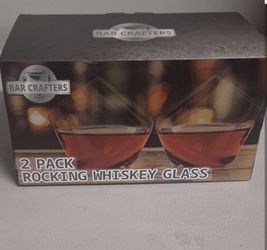 BAR CRAFTERS
BAR CRAFTERS
2 PACK
ROCKING WHISKEY GLASS